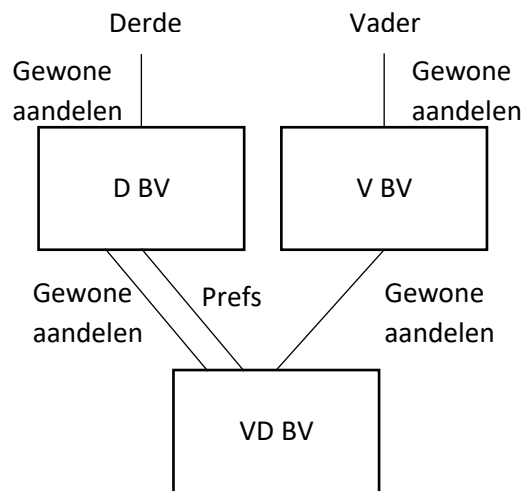 Derde
Vader
Gewone
aandelen
Gewone
aandelen
D BV
V BV
Gewone
aandelen
Prefs
Gewone
aandelen
VD BV